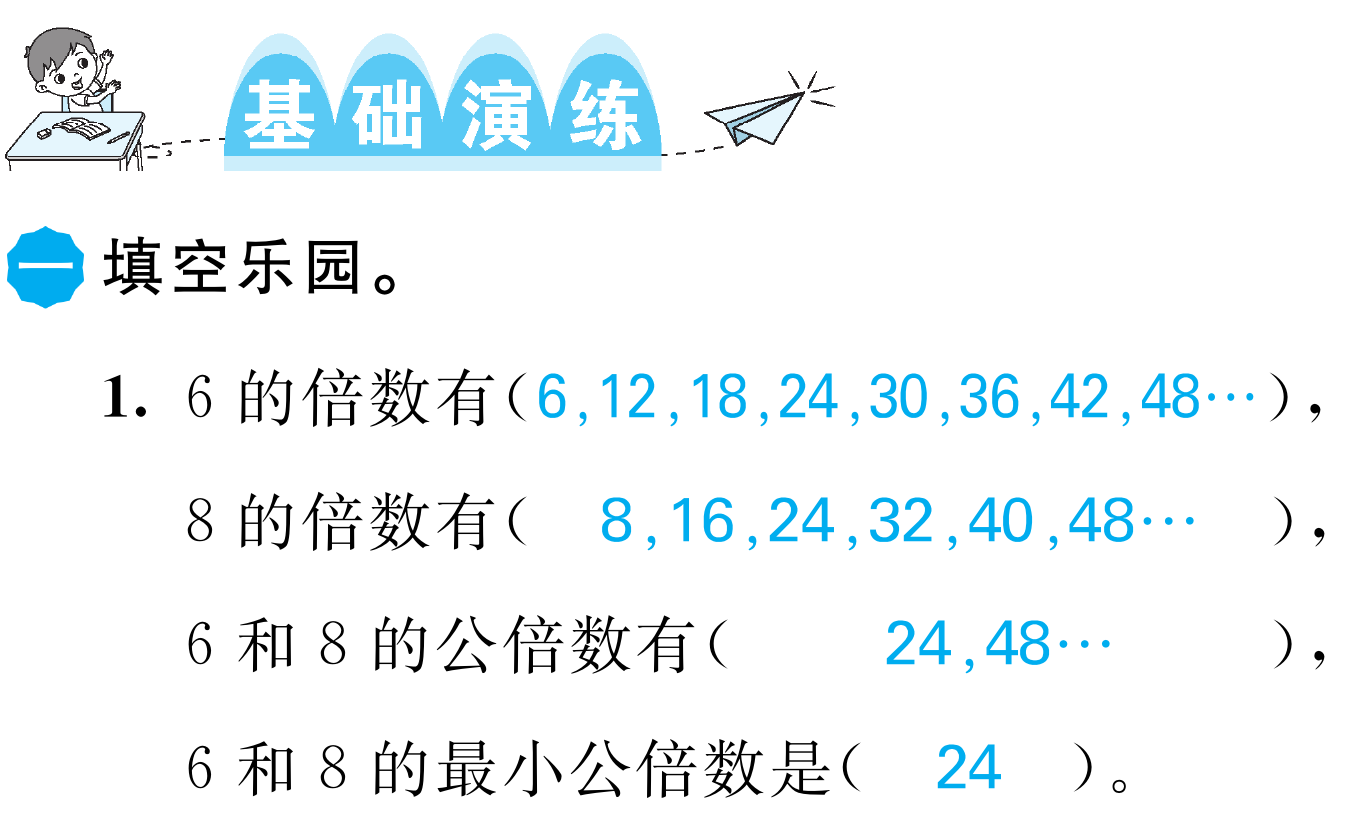 基础演练
一 填空乐园。
1. 6的倍数有(6,12,18,24,30,36,42,48…),
8的倍数有( 8,16,24,32,40,48… ),
6和8的公倍数有( 24,48… ),
6和8的最小公倍数是( 24 )。